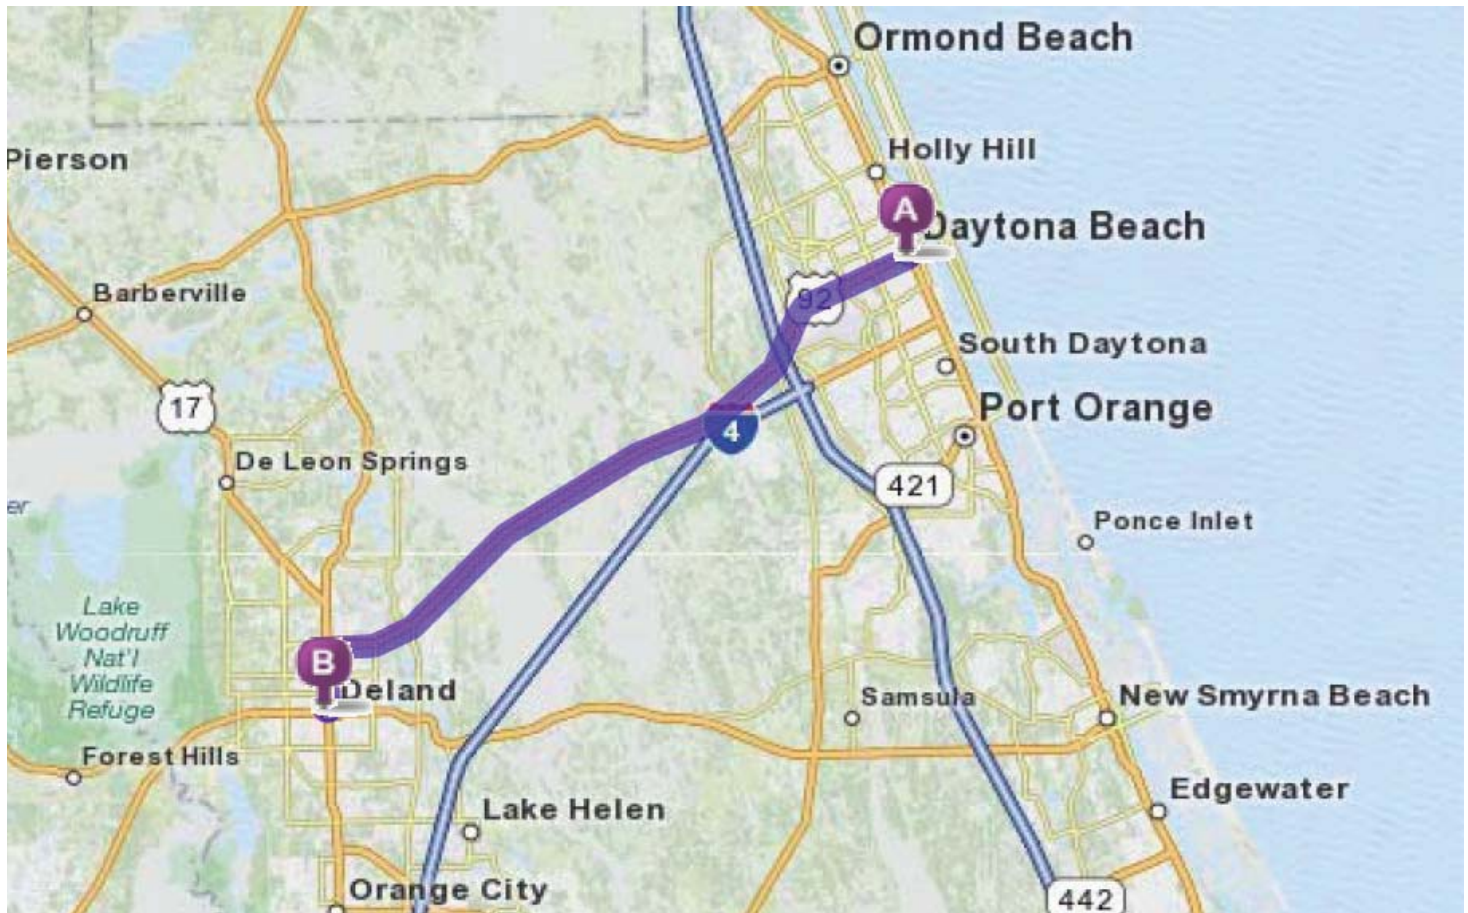 Ormond Beach
Holly Hill
Pierson
A
Daytona Beach
Barberville
92
South Daytona
17
Port Orange
4
De Leon Springs
421
er
Ponce Inlet
Lake
Woodruff
Nat'l
Wildlife
Refuge
B
Deland
Samsula
New Smyrna Beach
Forest Hills
Edgewater
Lake Helen
Orange City
442